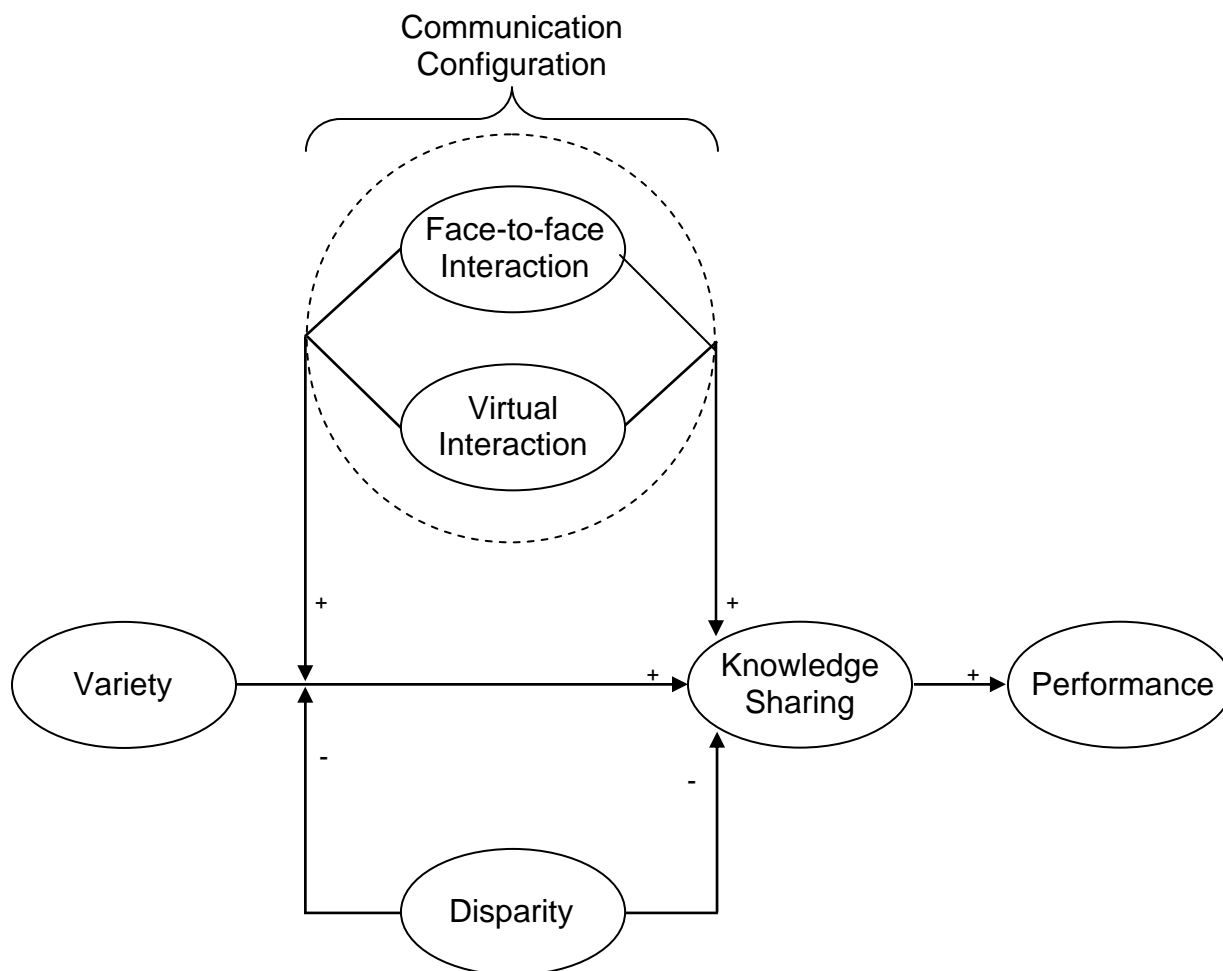 Communication
Configuration
Face-to-face
Interaction
Virtual
Interaction
+
+
Variety
+
Knowledge
Sharing
+
Performance
-
-
Disparity